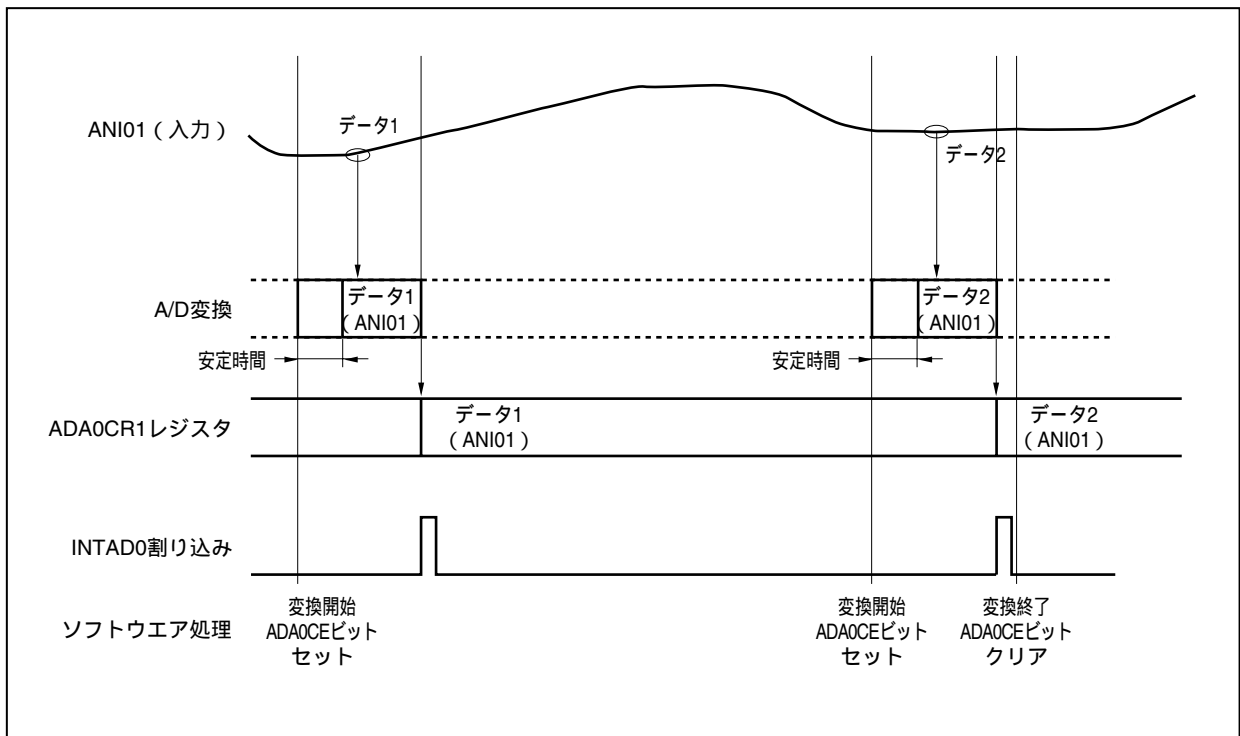 ANI01（入力）
データ1
データ2
A/D変換
データ1
（ANI01）
データ2
（ANI01）
安定時間
安定時間
ADA0CR1レジスタ
データ1
（ANI01）
データ2
（ANI01）
INTAD0割り込み
ソフトウエア処理
変換開始
ADA0CEビット
セット
変換開始
ADA0CEビット
セット
変換終了
ADA0CEビット
クリア